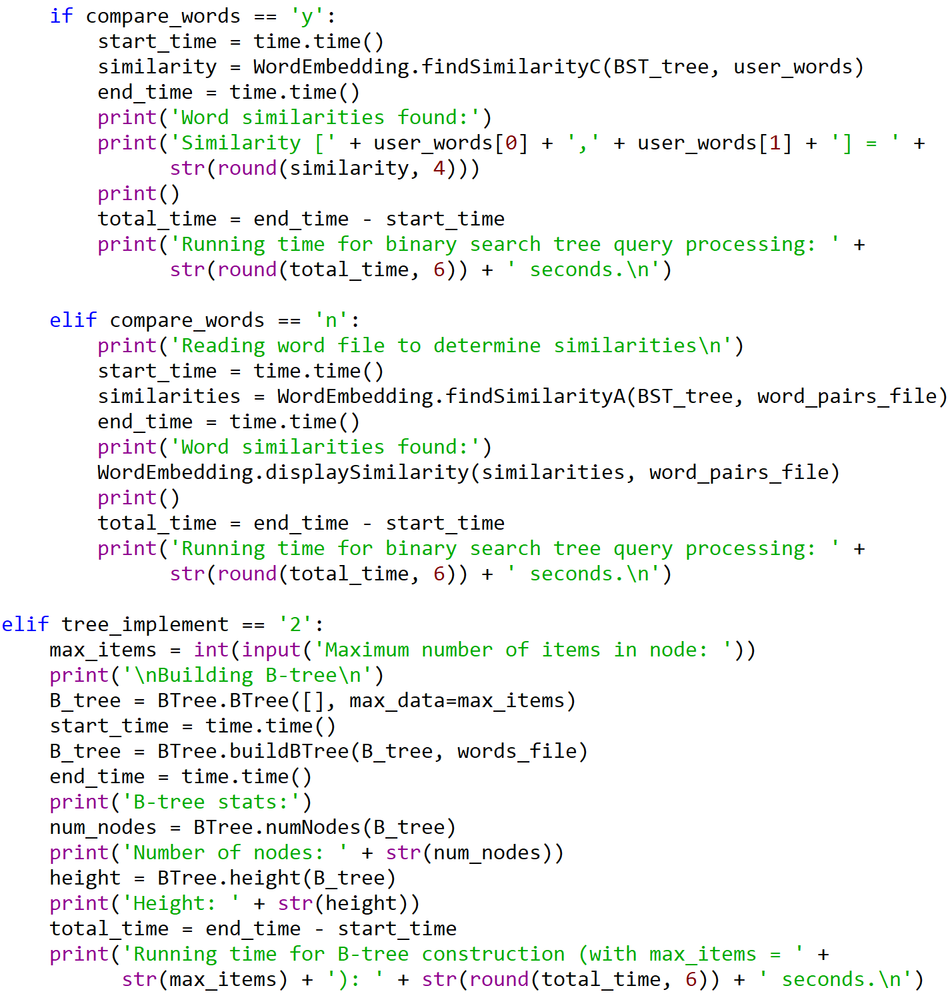 if compare_words == 'y':
        start_time = time.time()
        similarity = WordEmbedding.findSimilarityC(BST_tree, user_words)
        end_time = time.time()
        print('Word similarities found:')
        print('Similarity [' + user_words[0] + ',' + user_words[1] + '] = ' +
              str(round(similarity, 4)))
        print()
        total_time = end_time - start_time
        print('Running time for binary search tree query processing: ' +
              str(round(total_time, 6)) + ' seconds.\n')

    elif compare_words == 'n':
        print('Reading word file to determine similarities\n')
        start_time = time.time()
        similarities = WordEmbedding.findSimilarityA(BST_tree, word_pairs_file)
        end_time = time.time()
        print('Word similarities found:')
        WordEmbedding.displaySimilarity(similarities, word_pairs_file)
        print()
        total_time = end_time - start_time
        print('Running time for binary search tree query processing: ' +
              str(round(total_time, 6)) + ' seconds.\n')

elif tree_implement == '2':
    max_items = int(input('Maximum number of items in node: '))
    print('\nBuilding B-tree\n')
    B_tree = BTree.BTree([], max_data=max_items)
    start_time = time.time()
    B_tree = BTree.buildBTree(B_tree, words_file)
    end_time = time.time()
    print('B-tree stats:')
    num_nodes = BTree.numNodes(B_tree)
    print('Number of nodes: ' + str(num_nodes))
    height = BTree.height(B_tree)
    print('Height: ' + str(height))
    total_time = end_time - start_time
    print('Running time for B-tree construction (with max_items = ' +
          str(max_items) + '): ' + str(round(total_time, 6)) + ' seconds.\n')